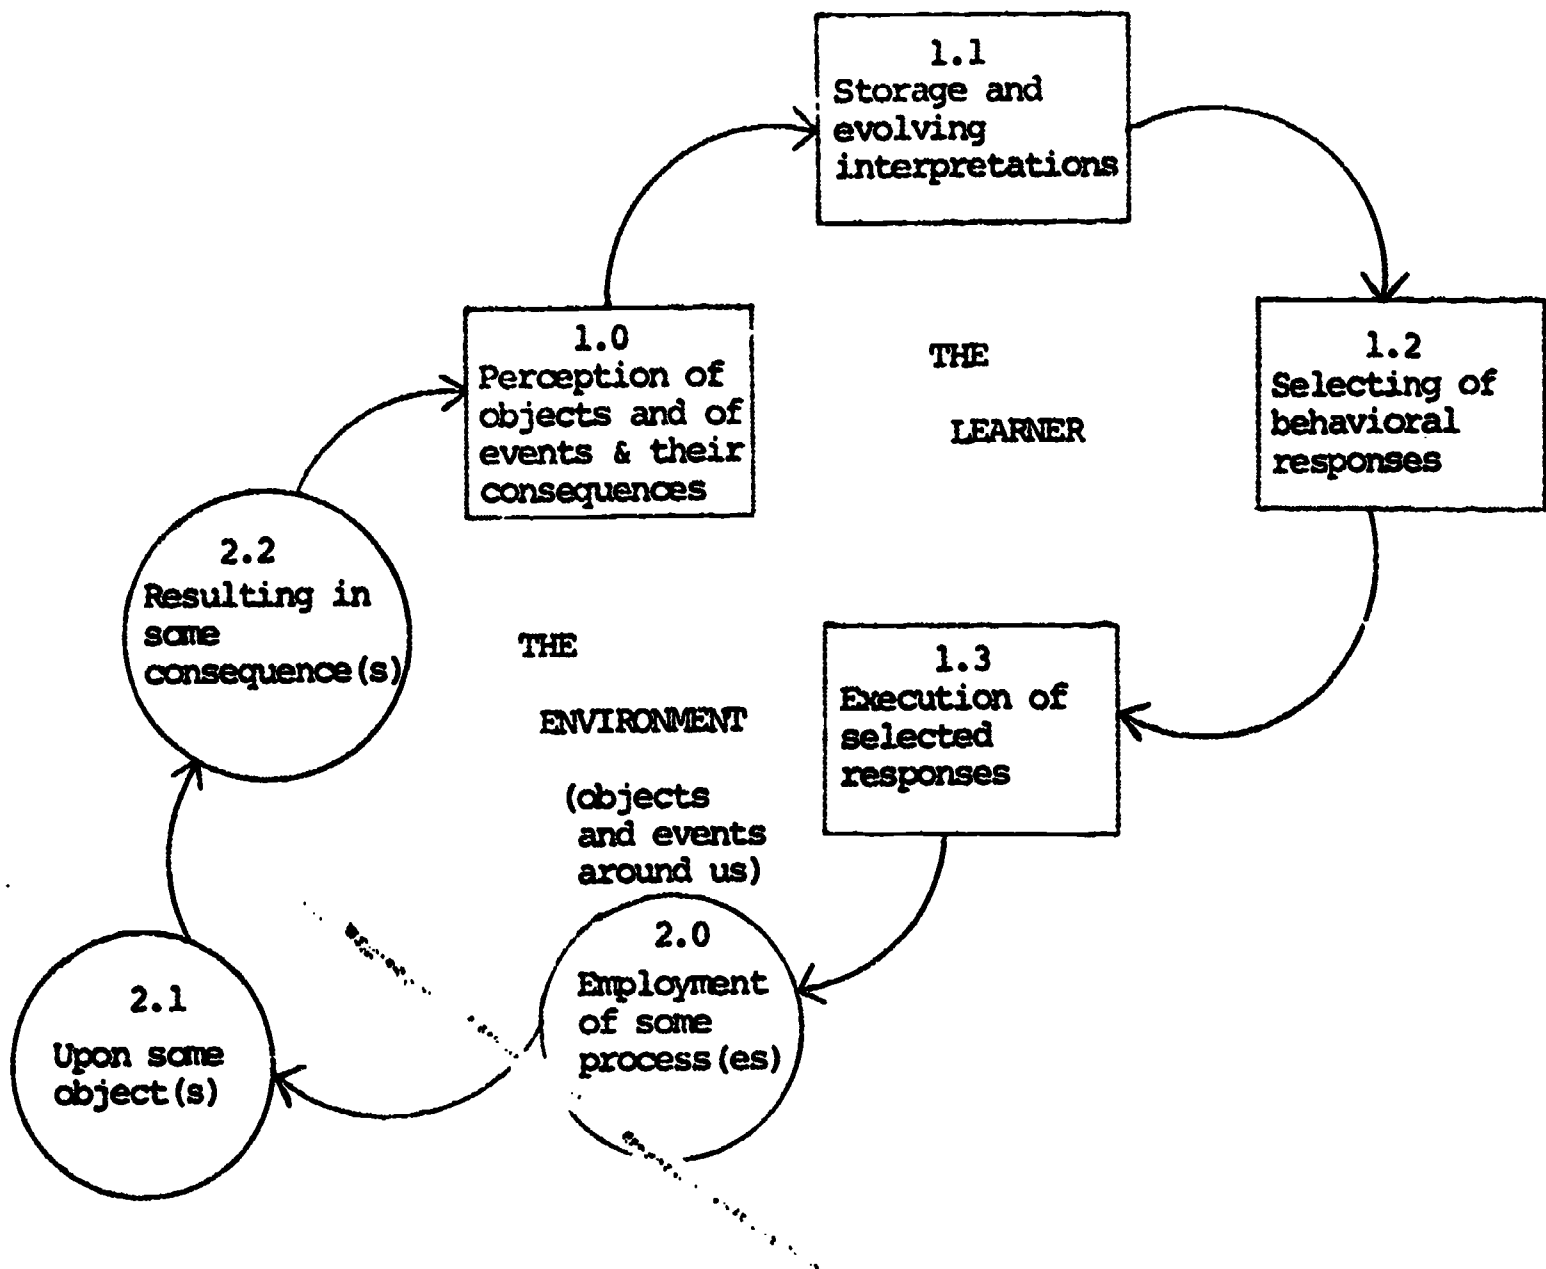 1.1
Storage and
evolving
interpretations
1.0
Perception of
objects and of
events & their
consequences
THE
LEARNER
1.2
Selecting of
behavioral
responses
2.2
Resulting in
some
consequence(s)
THE
ENVIRONMENT
(objects
and events
around us)
1.3
Execution of
selected
responses
2.0
Employment
of some
process(es)
2.1
Upon some
object(s)